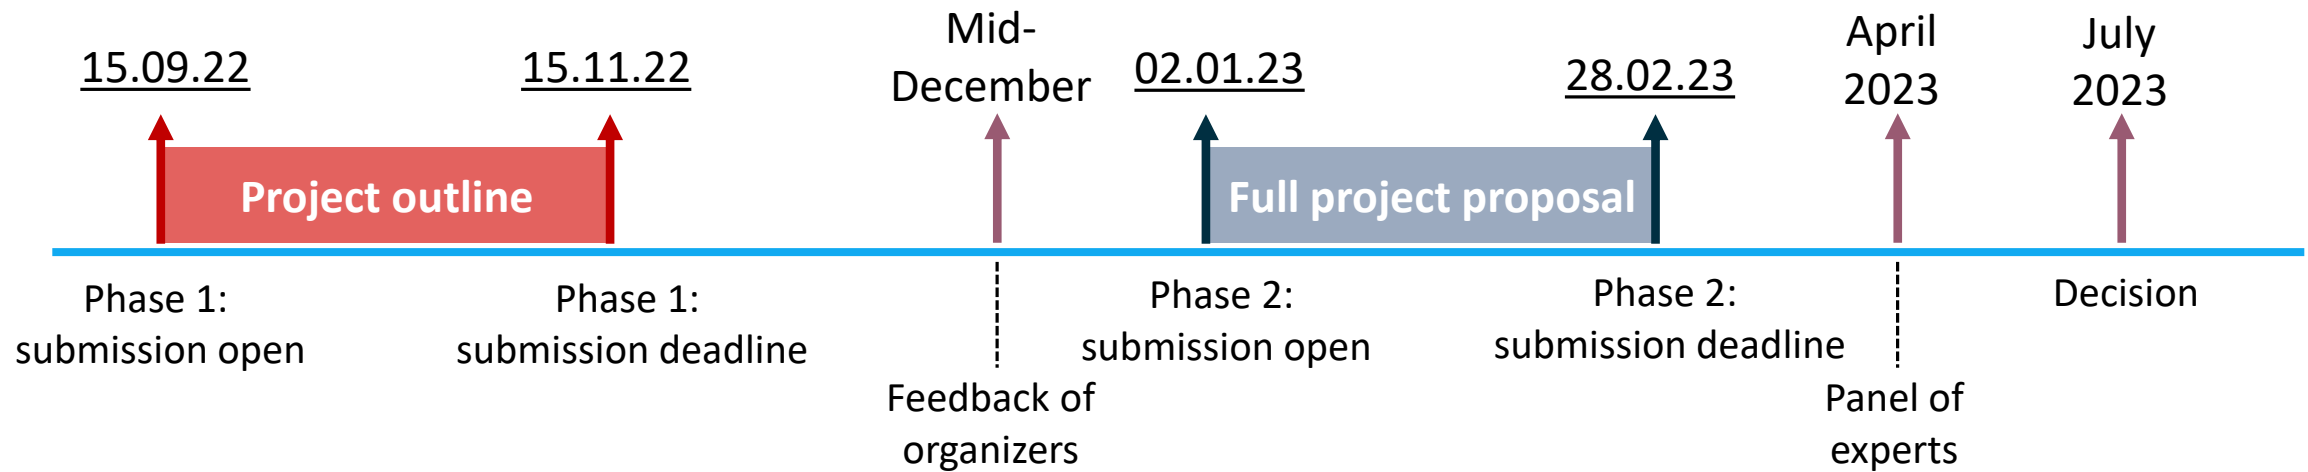 15.09.22
15.11.22
Mid-
December
02.01.23
28.02.23
April
2023
July
2023
Project outline
Full project proposal
Phase 1:
submission open
Phase 1:
submission deadline
Feedback of
organizers
Phase 2:
submission open
Phase 2:
submission deadline
Panel of
experts
Decision